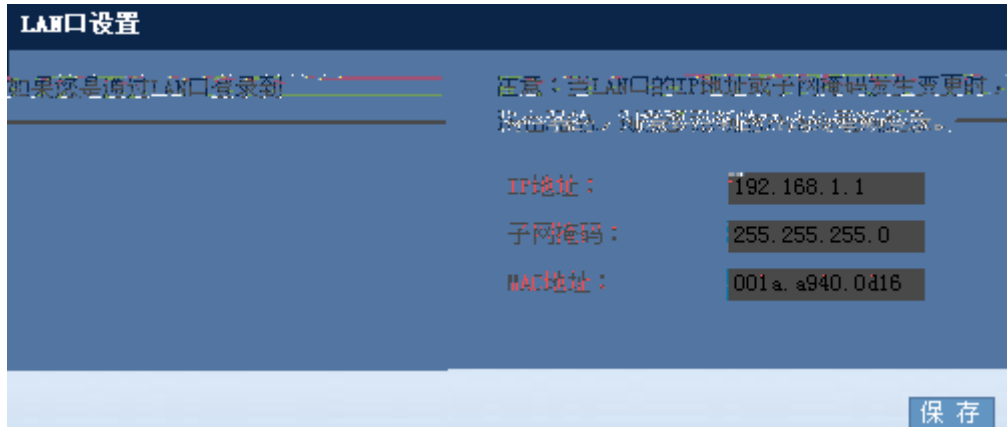 LAN口设置
注意：当LAN口的IP地址或子网掩码发生变更时，
如果您是通过LAN口登录到
IP地址：192.168.1.1
子网掩码：255.255.255.0
MAC地址：001a.a940.0d16
保存